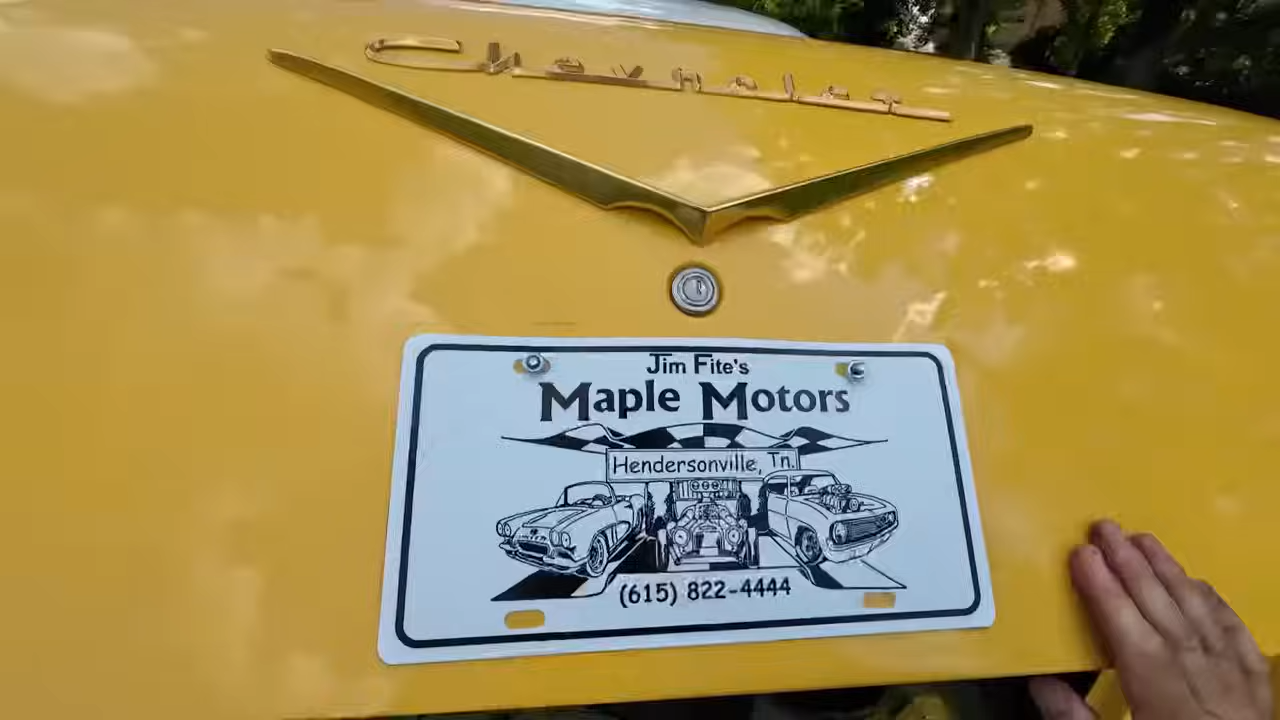 Chevrolet
Jim Fite's
Maple Motors
Hendersonville, Tn.
(615) 822-4444